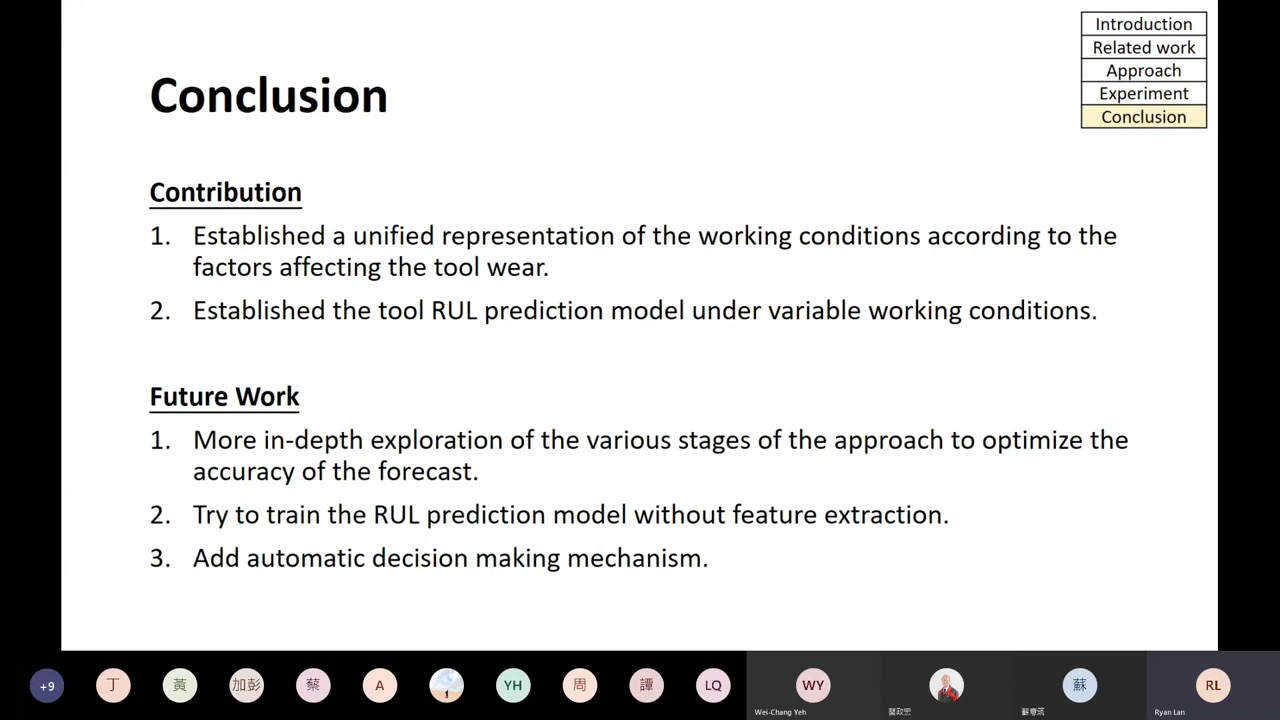 Introduction
Related work
Approach
Experiment
Conclusion
Conclusion
Contribution
1. Established a unified representation of the working conditions according to the
factors affecting the tool wear.
2. Established the tool RUL prediction model under variable working conditions.
Future Work
1. More in-depth exploration of the various stages of the approach to optimize the
accuracy of the forecast.
2. Try to train the RUL prediction model without feature extraction.
3. Add automatic decision making mechanism.
+9
丁
黃
加彭
蔡
A
YH
周
譚
LQ
WY
蘇
RL
Wei-Chang Yeh
Ryan Lan